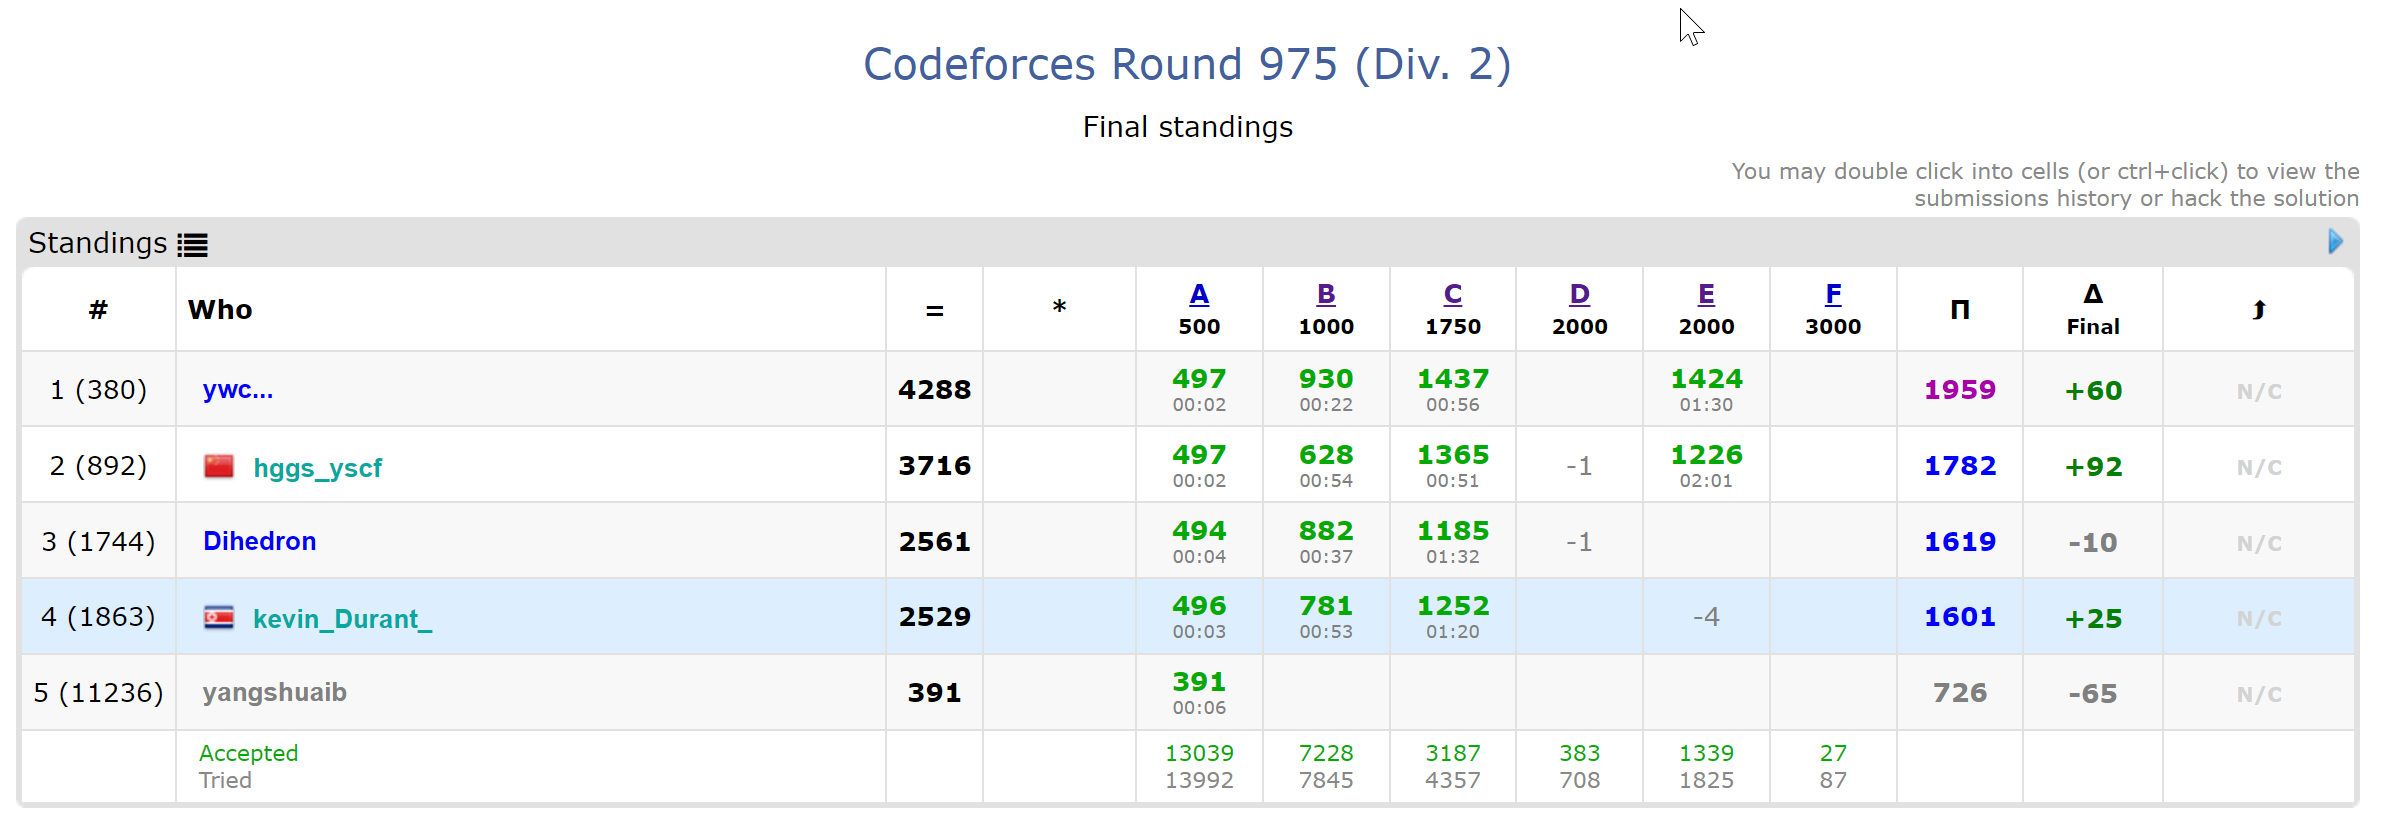 Codeforces Round 975 (Div. 2)
Final standings
You may double click into cells (or ctrl+click) to view the
submissions history or hack the solution
Standings
# Who = * A 500 B 1000 C 1750 D 2000 E 2000 F 3000 Π Δ Final
1 (380) ywc... 4288 497 00:02 930 00:22 1437 00:56 1424 01:30 1959 +60 N/C
2 (892) hggs_yscf 3716 497 00:02 628 00:54 1365 00:51 -1 1226 02:01 1782 +92 N/C
3 (1744) Dihedron 2561 494 00:04 882 00:37 1185 01:32 -1 1619 -10 N/C
4 (1863) kevin_Durant_ 2529 496 00:03 781 00:53 1252 01:20 -4 1601 +25 N/C
5 (11236) yangshuaib 391 391 00:06 726 -65 N/C
Accepted 13039 7228 3187 383 1339 27
Tried 13992 7845 4357 708 1825 87